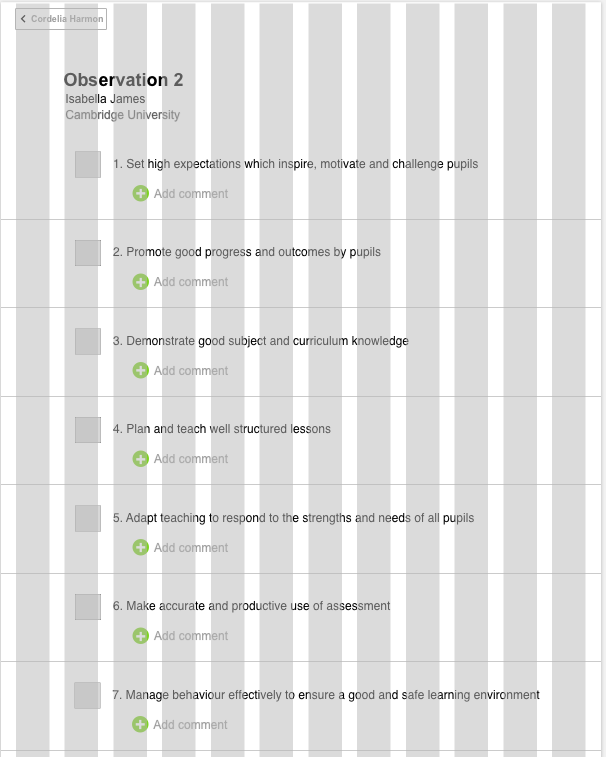 Cordelia Harmon
Observation 2
Isabella James
Cambridge University
1. Set high expectations which inspire, motivate and challenge pupils
Add comment
2. Promote good progress and outcomes by pupils
Add comment
3. Demonstrate good subject and curriculum knowledge
Add comment
4. Plan and teach well structured lessons
Add comment
5. Adapt teaching to respond to the strengths and needs of all pupils
Add comment
6. Make accurate and productive use of assessment
Add comment
7. Manage behaviour effectively to ensure a good and safe learning environment
Add comment